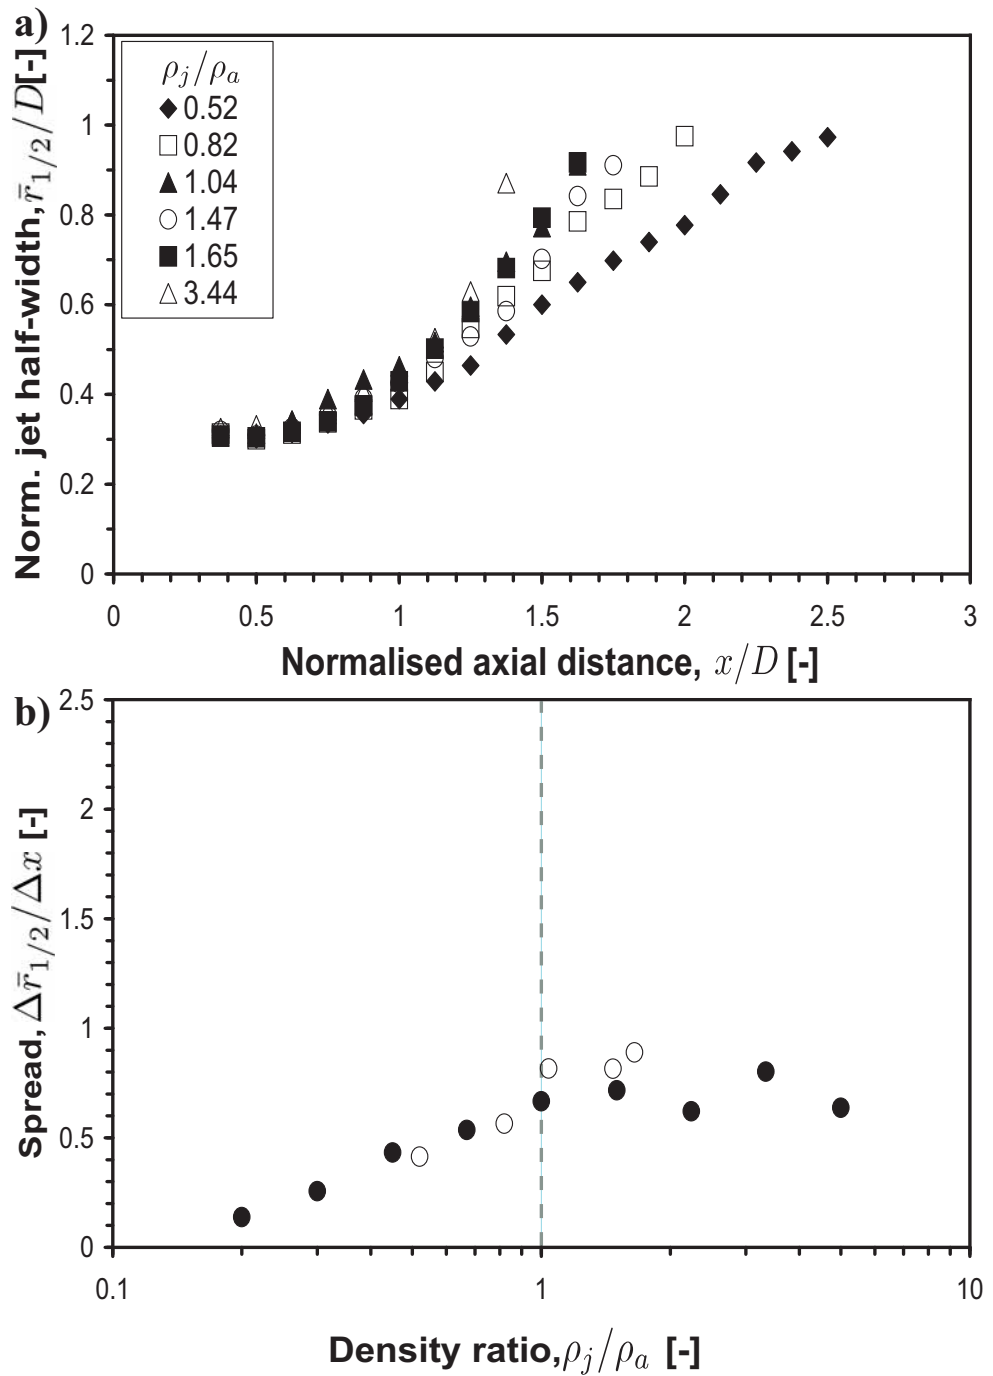 a)
Norm. jet half-width, r̄1/2/D[-]
1.2
1
0.8
0.6
0.4
0.2
0
ρj/ρa
0.52
0.82
1.04
1.47
1.65
3.44
0 0.5 1 1.5 2 2.5 3
Normalised axial distance, x/D [-]
b)
Spread, Δr̄1/2/Δx [-]
2.5
2
1.5
1
0.5
0
0.1 1 10
Density ratio,ρj/ρa [-]